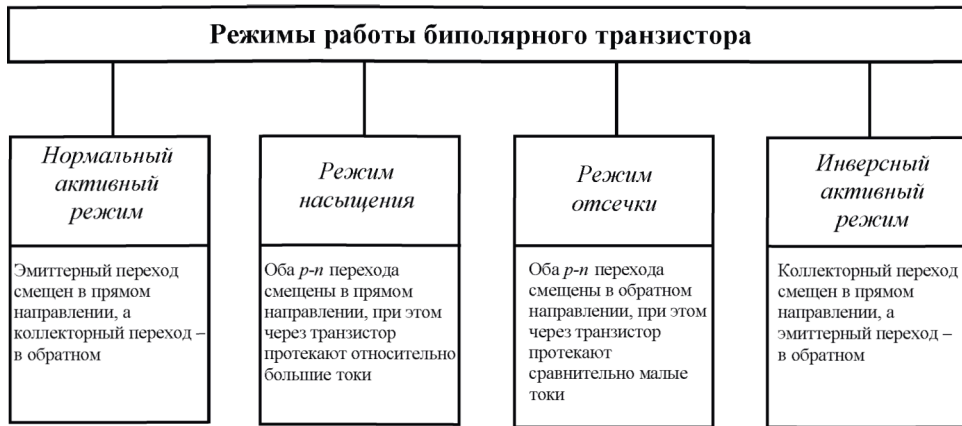 Режимы работы биполярного транзистора
Нормальный
активный
режим
Эмиттерный переход
смещен в прямом
направлении, а
коллекторный переход –
в обратном
Режим
насыщения
Оба p-n перехода
смещены в прямом
направлении, при этом
через транзистор
протекают относительно
большие токи
Режим
отсечки
Оба p-n перехода
смещены в обратном
направлении, при этом
через транзистор
протекают
сравнительно малые
токи
Инверсный
активный
режим
Коллекторный переход
смещен в прямом
направлении, а
эмиттерный переход –
в обратном